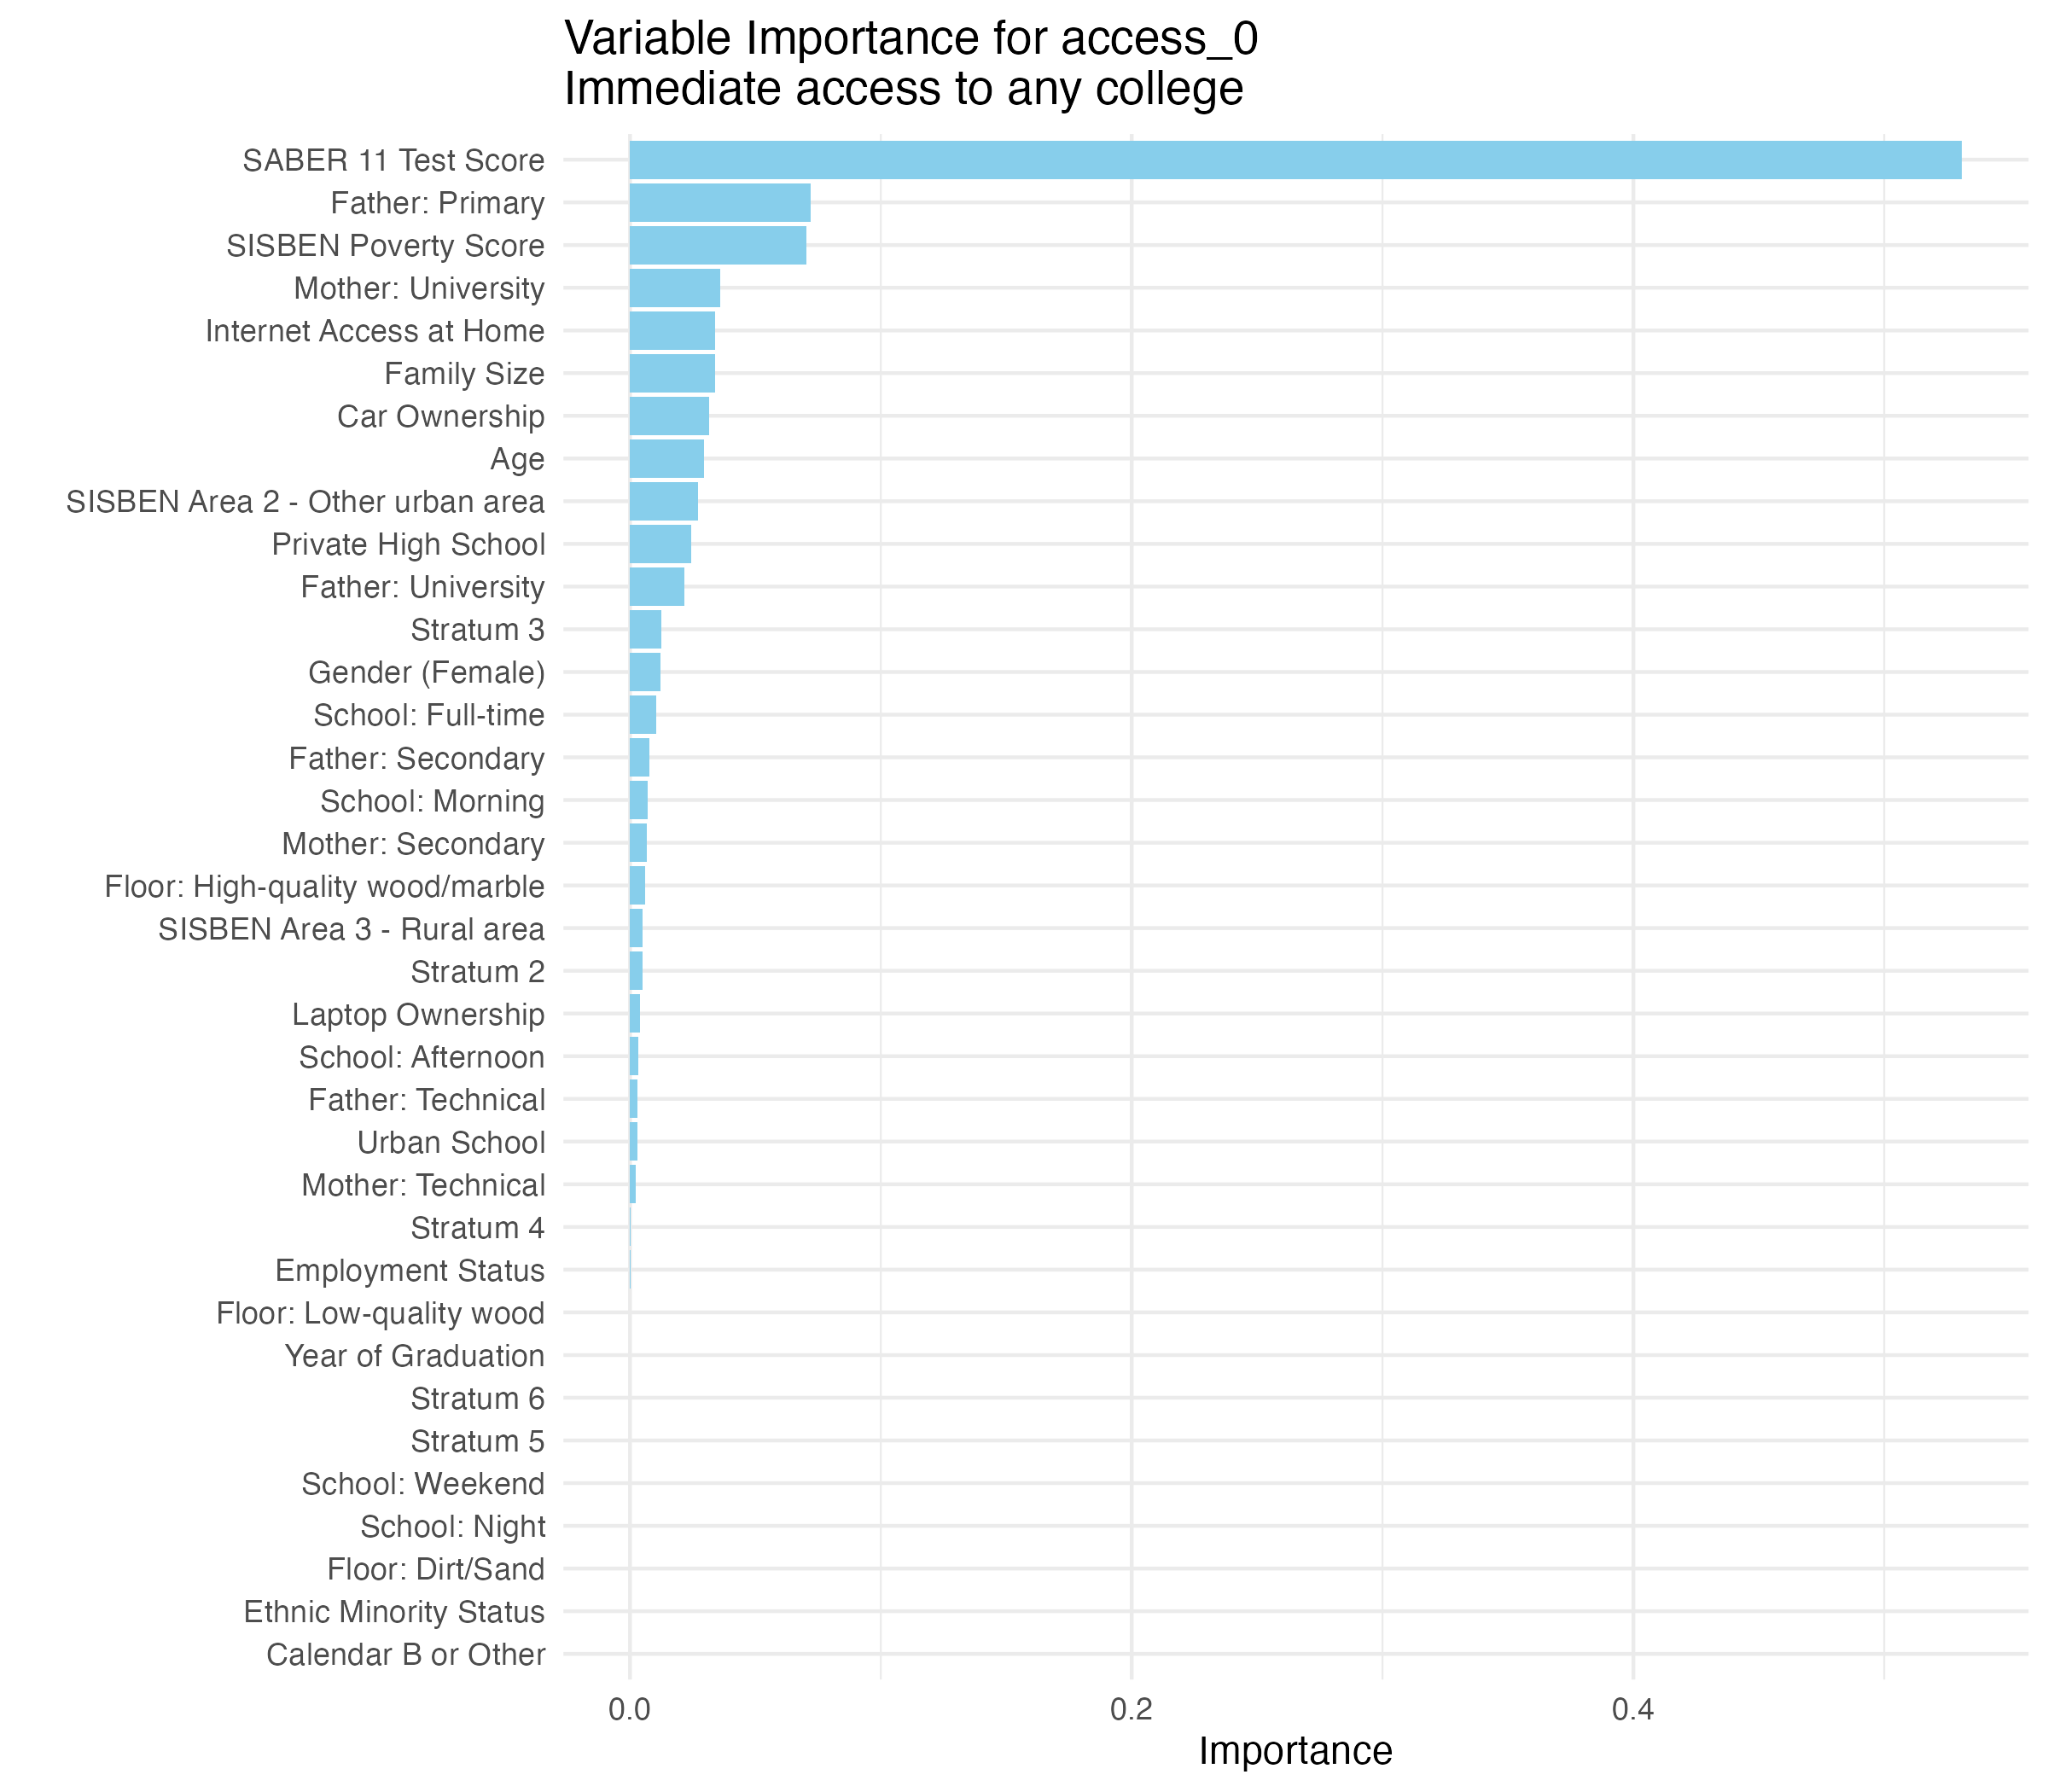 Variable Importance for access_0
Immediate access to any college
SABER 11 Test Score
Father: Primary
SISBEN Poverty Score
Mother: University
Internet Access at Home
Family Size
Car Ownership
Age
SISBEN Area 2 - Other urban area
Private High School
Father: University
Stratum 3
Gender (Female)
School: Full-time
Father: Secondary
School: Morning
Mother: Secondary
Floor: High-quality wood/marble
SISBEN Area 3 - Rural area
Stratum 2
Laptop Ownership
School: Afternoon
Father: Technical
Urban School
Mother: Technical
Stratum 4
Employment Status
Floor: Low-quality wood
Year of Graduation
Stratum 6
Stratum 5
School: Weekend
School: Night
Floor: Dirt/Sand
Ethnic Minority Status
Calendar B or Other
0.0 0.2 0.4
Importance